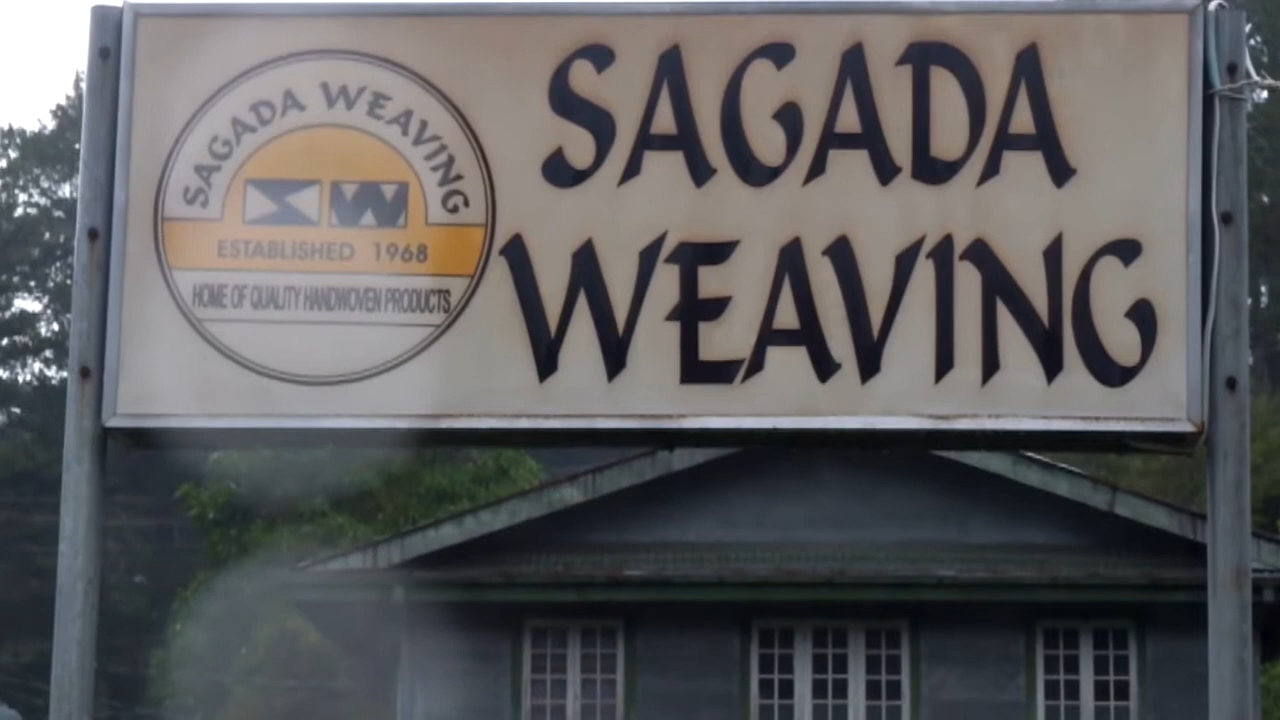 SAGADA WEAVING
SW
ESTABLISHED 1968
HOME OF QUALITY HANDWOVEN PRODUCTS
SAGADA
WEAVING